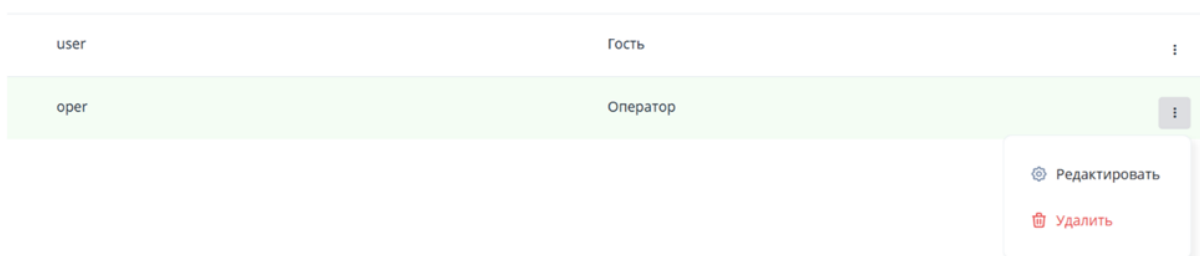 user Гость
oper Оператор
Редактировать
Удалить